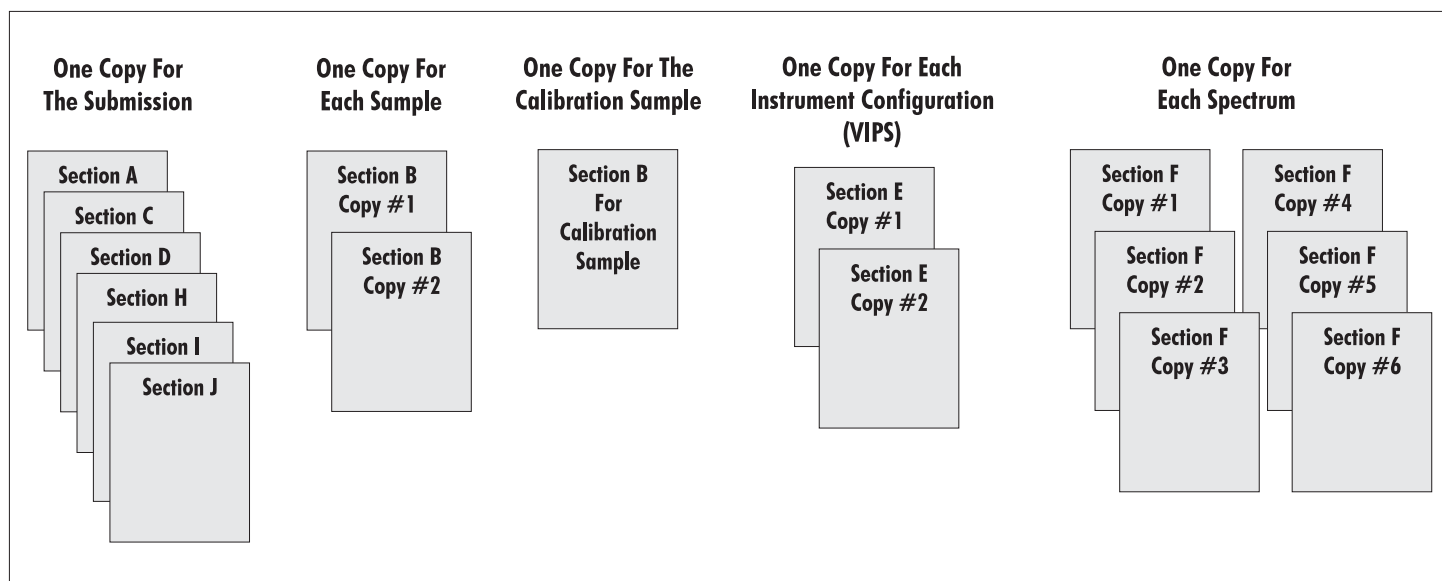 One Copy For
The Submission
Section A
Section C
Section D
Section H
Section I
Section J
One Copy For
Each Sample
Section B
Copy #1
Section B
Copy #2
One Copy For The
Calibration Sample
Section B
For
Calibration
Sample
One Copy For Each
Instrument Configuration
(VIPS)
Section E
Copy #1
Section E
Copy #2
One Copy For
Each Spectrum
Section F
Copy #1
Section F
Copy #2
Section F
Copy #3
Section F
Copy #4
Section F
Copy #5
Section F
Copy #6